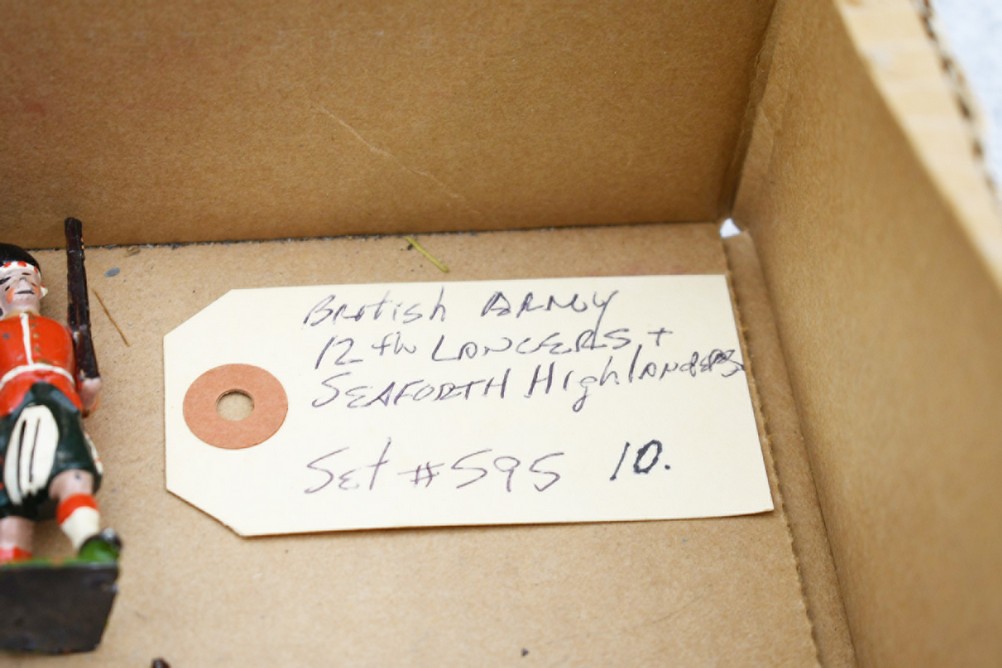 British ARMY
12th LANCERS, +
SEAFORTH HighlANDERS
Set #595 10.